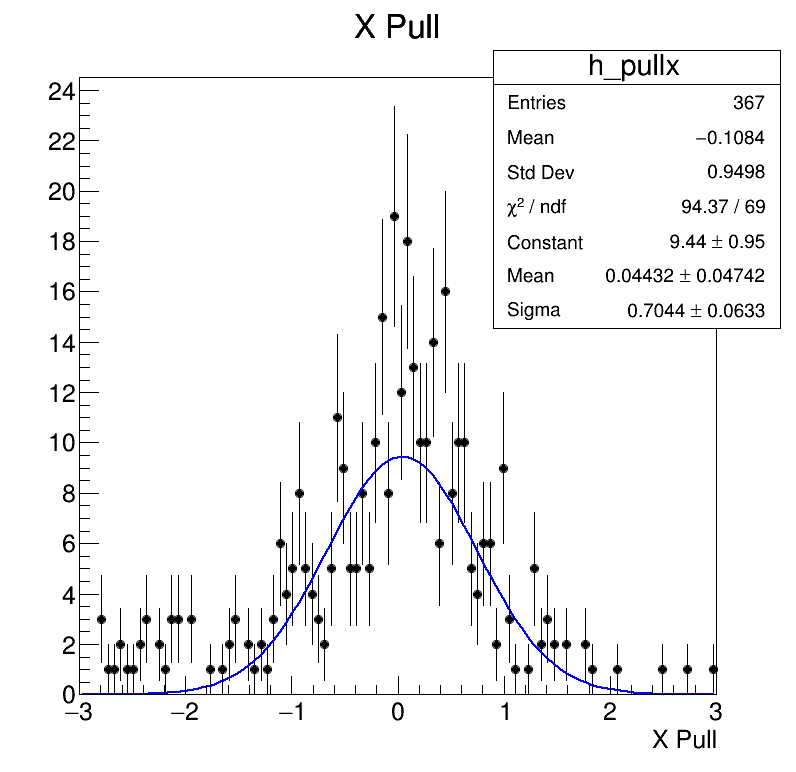 X Pull
h_pullx
Entries 367
Mean −0.1084
Std Dev 0.9498
χ² / ndf 94.37 / 69
Constant 9.44 ± 0.95
Mean 0.04432 ± 0.04742
Sigma 0.7044 ± 0.0633
24
22
20
18
16
14
12
10
8
6
4
2
0
−3 −2 −1 0 1 2 3
X Pull